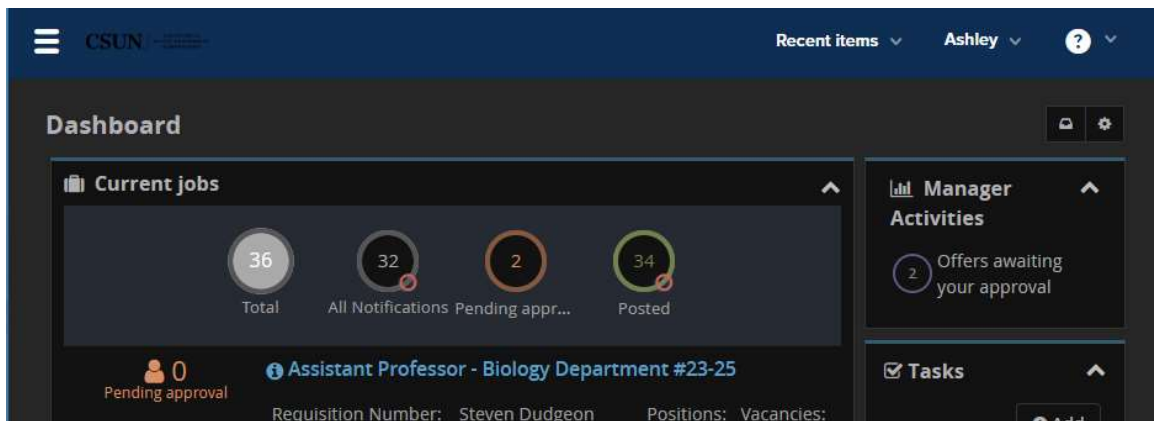 CSUN
Recent items
Ashley
?
Dashboard
Current jobs
36
Total
32
All Notifications
2
Pending appr...
34
Posted
0
Pending approval
Assistant Professor - Biology Department #23-25
Requisition Number: Steven Dudgeon Positions: Vacancies:
Manager
Activities
2
Offers awaiting
your approval
Tasks
Add